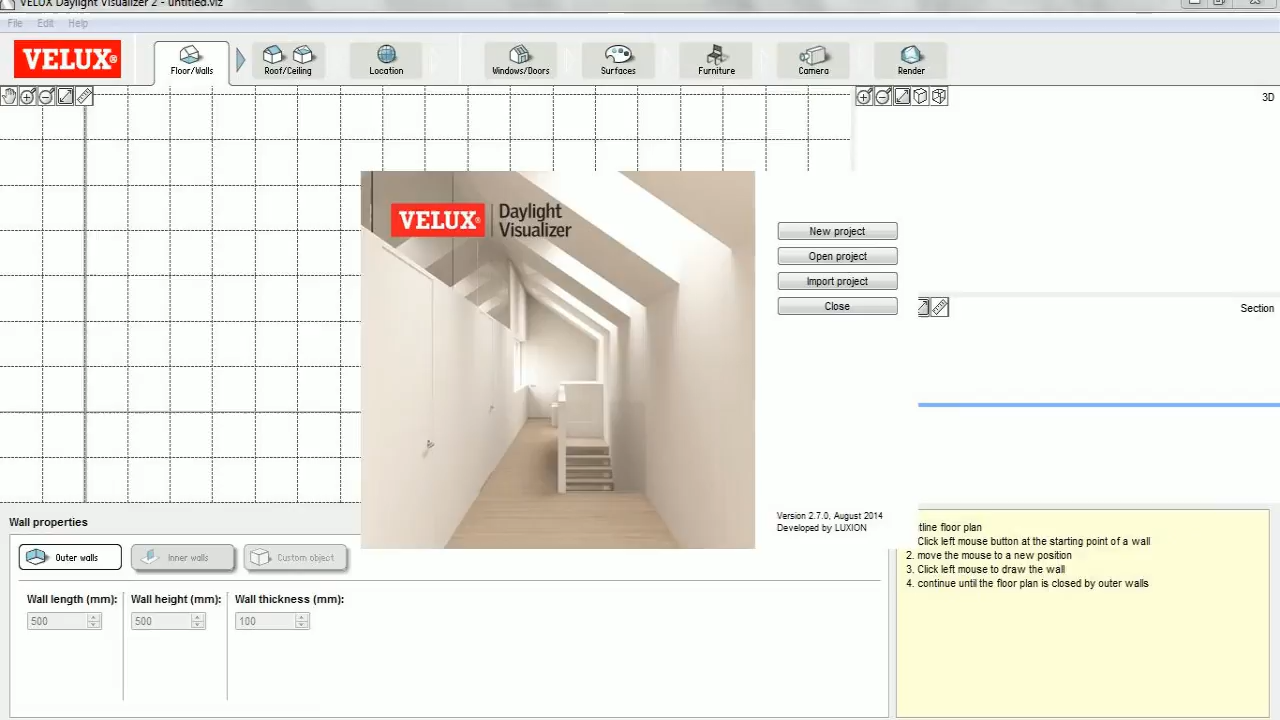 VELUX Daylight Visualizer 2 - untitled.viz
File Edit Help
VELUX®
Floor/Walls
Roof/Ceiling
Location
Windows/Doors
Surfaces
Furniture
Camera
Render
3D
VELUX®
Daylight
Visualizer
New project
Open project
Import project
Close
Section
Version 2.7.0, August 2014
Developed by LUXION
Wall properties
Outer walls
Inner walls
Custom object
Wall length (mm):
Wall height (mm):
Wall thickness (mm):
500
500
100
tline floor plan
Click left mouse button at the starting point of a wall
2. move the mouse to a new position
3. Click left mouse to draw the wall
4. continue until the floor plan is closed by outer walls